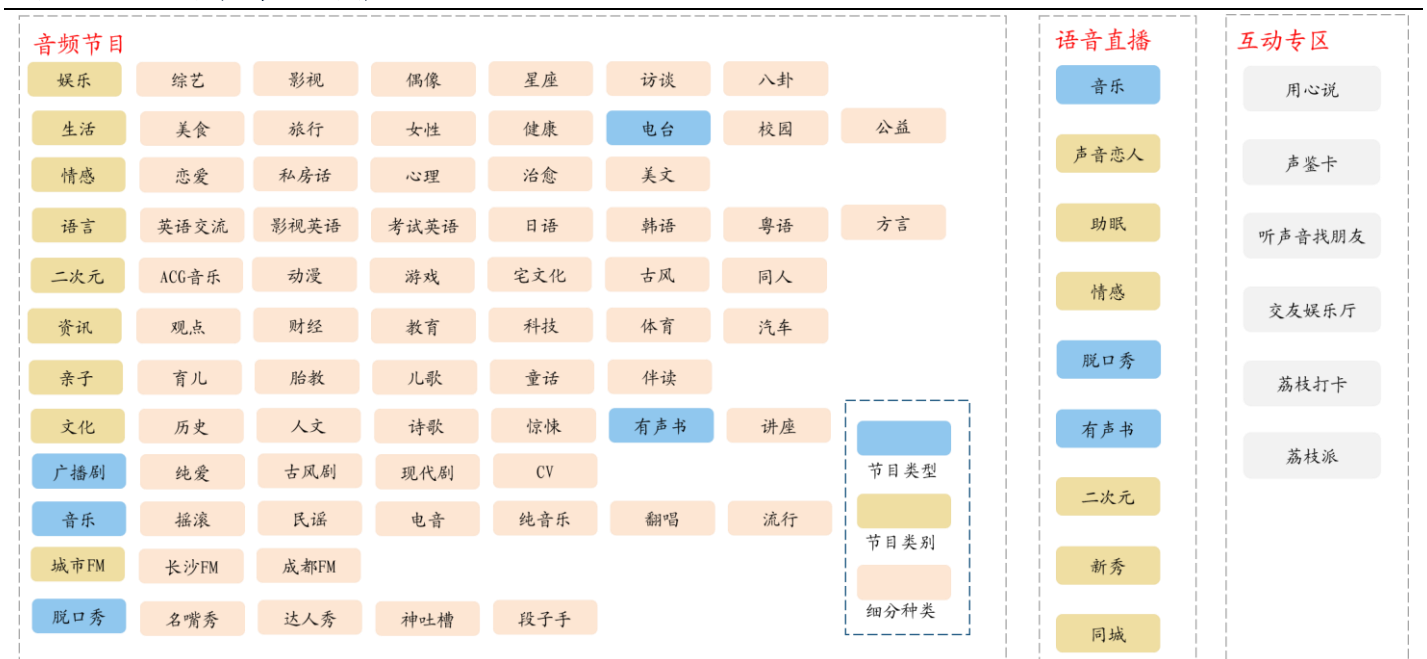 音频节目
娱乐 综艺 影视 偶像 星座 访谈 八卦
生活 美食 旅行 女性 健康 电台 校园 公益
情感 恋爱 私房话 心理 治愈 美文
语言 英语交流 影视英语 考试英语 日语 韩语 粤语 方言
二次元 ACG音乐 动漫 游戏 宅文化 古风 同人
资讯 观点 财经 教育 科技 体育 汽车
亲子 育儿 胎教 儿歌 童话 伴读
文化 历史 人文 诗歌 惊悚 有声书 讲座
广播剧 纯爱 古风剧 现代剧 CV
音乐 摇滚 民谣 电音 纯音乐 翻唱 流行
城市FM 长沙FM 成都FM
脱口秀 名嘴秀 达人秀 神吐槽 段子手
节目类型
节目类别
细分种类
语音直播
音乐
声音恋人
助眠
情感
脱口秀
有声书
二次元
新秀
同城
互动专区
用心说
声鉴卡
听声音找朋友
交友娱乐厅
荔枝打卡
荔枝派